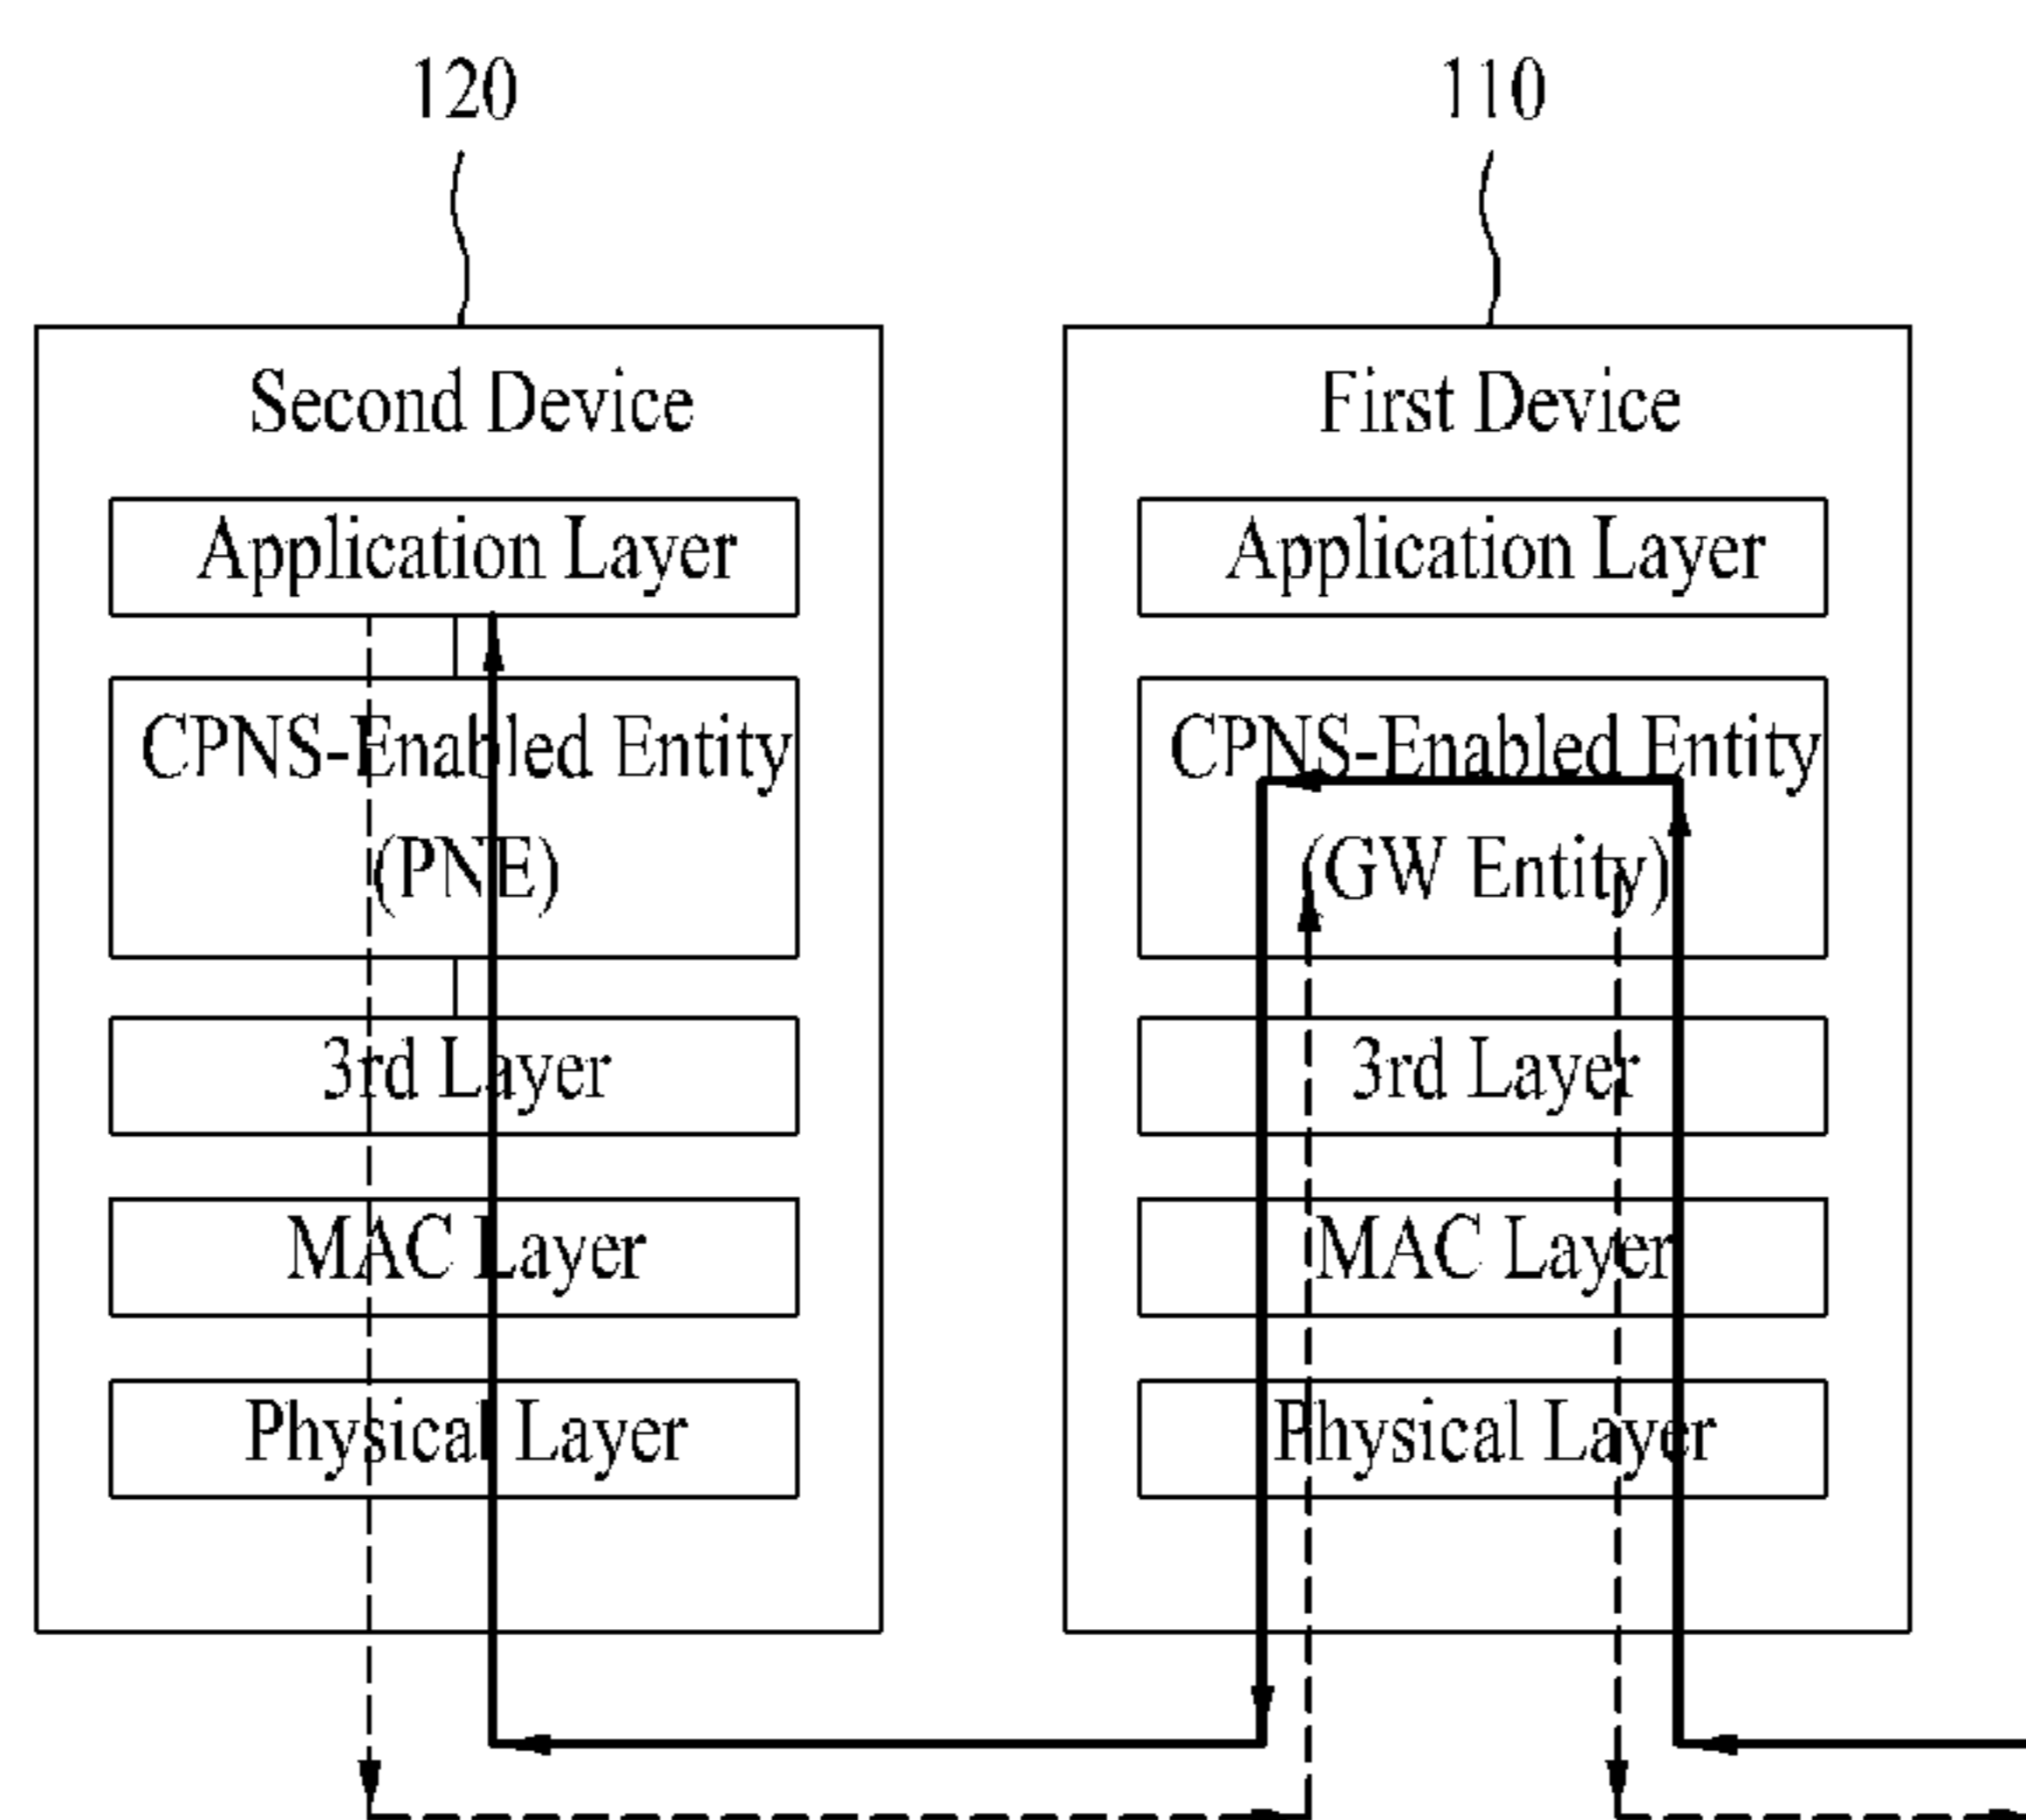 120
Second Device
Application Layer
CPNS-Enabled Entity
(PNE)
3rd Layer
MAC Layer
Physical Layer
110
First Device
Application Layer
CPNS-Enabled Entity
(GW Entity)
3rd Layer
MAC Layer
Physical Layer